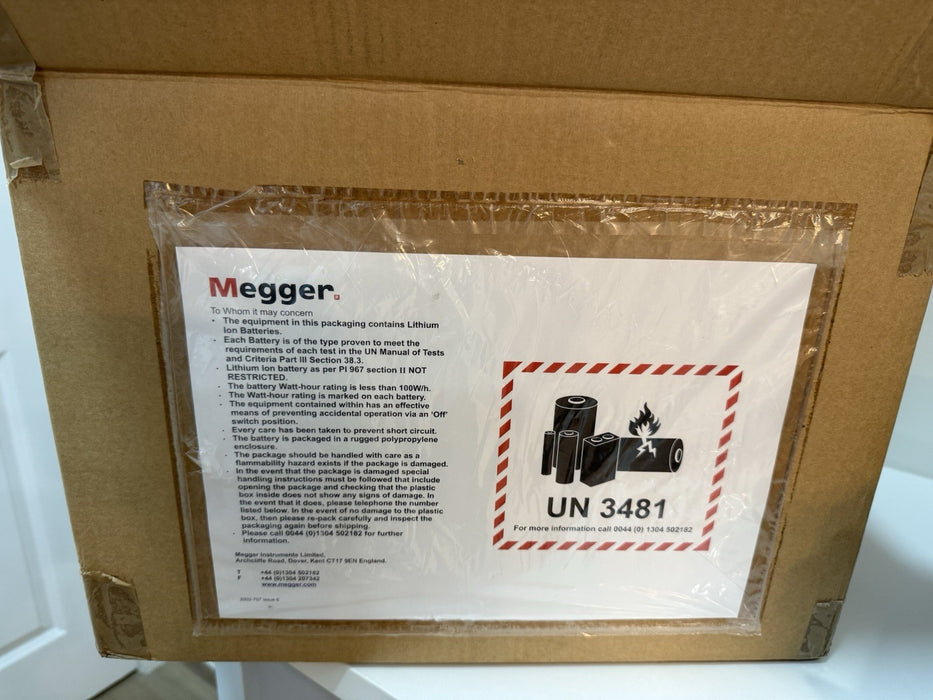 Megger.
To Whom it may concern
• The equipment in this packaging contains Lithium
Ion Batteries.
• Each Battery is of the type proven to meet the
requirements of each test in the UN Manual of Tests
and Criteria Part III Section 38.3.
• Lithium ion battery as per PI 967 section II NOT
RESTRICTED.
• The battery Watt-hour rating is less than 100W/h.
• The Watt-hour rating is marked on each battery.
• The equipment contained within has an effective
means of preventing accidental operation via an 'Off'
switch position.
• Every care has been taken to prevent short circuit.
• The battery is packaged in a rugged polypropylene
enclosure.
• The package should be handled with care as a
flammability hazard exists if the package is damaged.
• In the event that the package is damaged special
handling instructions must be followed that include
opening the package and checking that the plastic
box inside does not show any signs of damage. In
the event that it does, please telephone the number
listed below. In the event of no damage to the plastic
box, then please re-pack carefully and inspect the
packaging again before shipping.
• Please call 0044 (0)1304 502182 for further
information.
Megger Instruments Limited,
Archcliffe Road, Dover, Kent CT17 9EN England.
T +44 (0)1304 502182
F +44 (0)1304 207342
www.megger.com
UN 3481
For more information call 0044 (0) 1304 502182